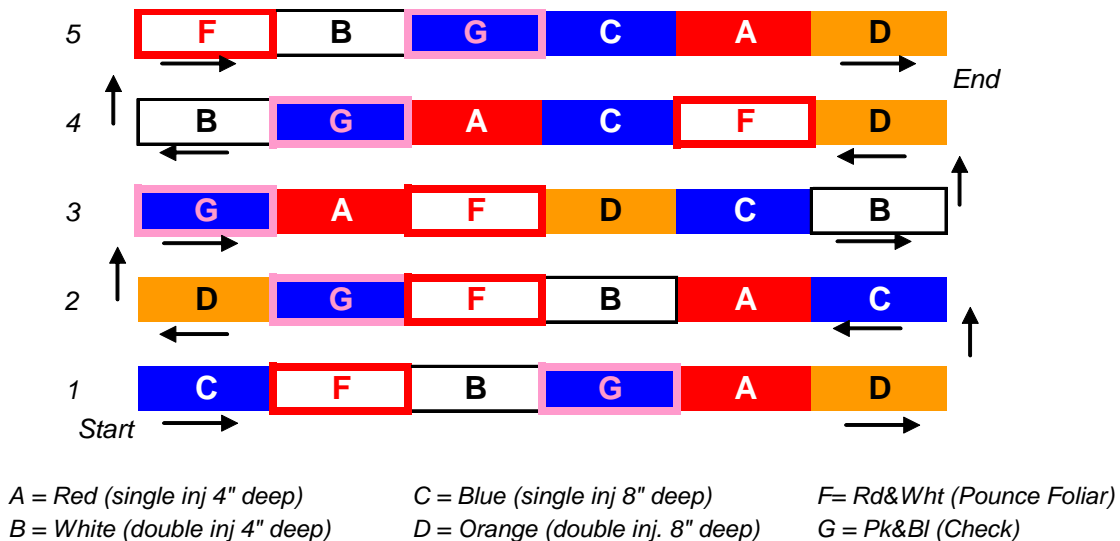 5 F B G C A D
End
4 B G A C F D
3 G A F D C B
2 D G F B A C
1 C F B G A D
Start
A = Red (single inj 4" deep) C = Blue (single inj 8" deep) F= Rd&Wht (Pounce Foliar)
B = White (double inj 4" deep) D = Orange (double inj. 8" deep) G = Pk&Bl (Check)